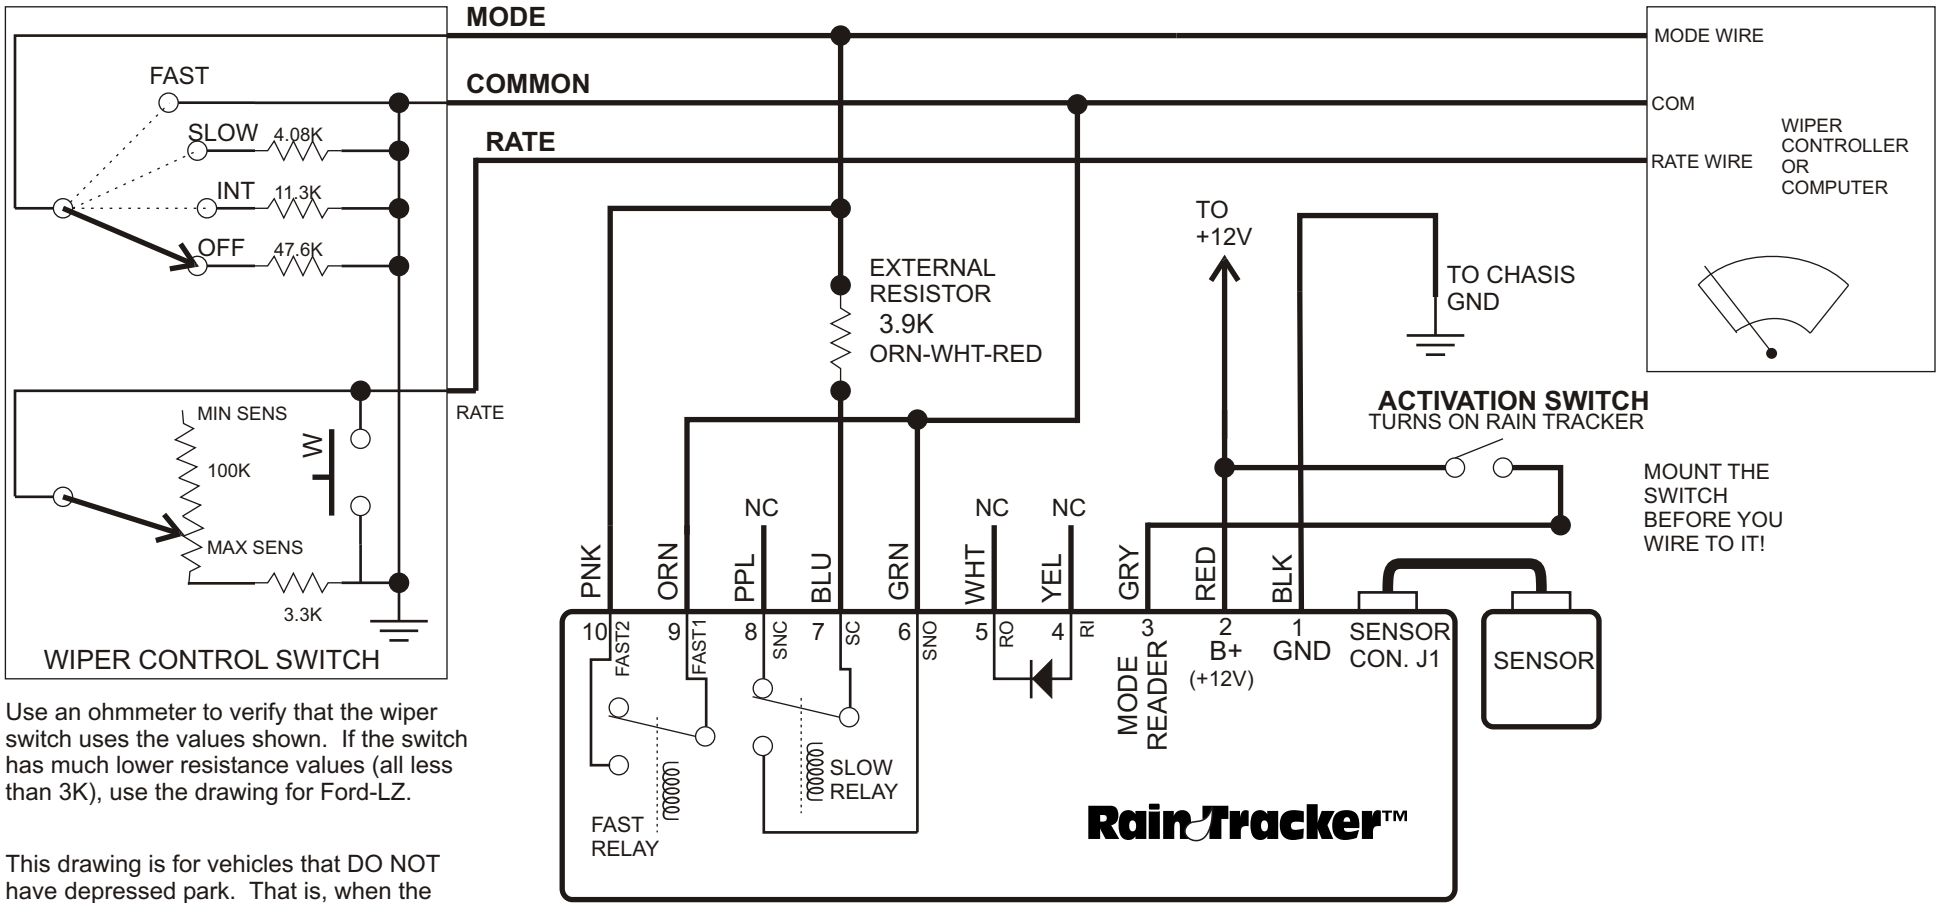 MODE
MODE WIRE
FAST
COMMON
COM
SLOW 4.08K
RATE
WIPER
CONTROLLER
OR
COMPUTER
RATE WIRE
INT 11.3K
TO
+12V
OFF 47.6K
EXTERNAL
RESISTOR
3.9K
ORN-WHT-RED
TO CHASIS
GND
RATE
MIN SENS
W
100K
MAX SENS
3.3K
WIPER CONTROL SWITCH
ACTIVATION SWITCH
TURNS ON RAIN TRACKER
MOUNT THE
SWITCH
BEFORE YOU
WIRE TO IT!
NC
NC
NC
PNK
ORN
PPL
BLU
GRN
WHT
YEL
GRY
RED
BLK
10
FAST2
9
FAST1
8
SNC
7
SC
6
SNO
5
RO
4
RI
3
MODE
READER
2
B+
(+12V)
1
GND
SENSOR
CON. J1
SENSOR
SLOW
RELAY
FAST
RELAY
Rain Tracker™
Use an ohmmeter to verify that the wiper
switch uses the values shown. If the switch
has much lower resistance values (all less
than 3K), use the drawing for Ford-LZ.
This drawing is for vehicles that DO NOT
have depressed park. That is, when the